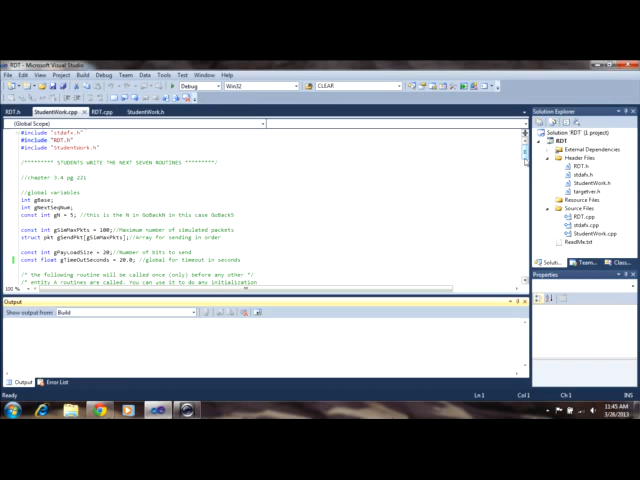 RDT - Microsoft Visual Studio
File Edit View Project Build Debug Team Data Tools Test Window Help
Debug Win32 CLEAR
RDT.h StudentWork.cpp RDT.cpp StudentWork.h
(Global Scope)
#include "stdafx.h"
#include "RDT.h"
#include "StudentWork.h"
/********* STUDENTS WRITE THE NEXT SEVEN ROUTINES *********/
//chapter 3.4 pg 221
//global variables
int gBase;
int gNextSeqNum;
const int gN = 5; //this is the N in GoBackN in this case GoBack5
const int gSimMaxPkts = 100;//Maximum number of simulated packets
struct pkt gSendPkt[gSimMaxPkts];//Array for sending in order
const int gPayLoadSize = 20;//Number of bits to send
const float gTimeOutSeconds = 20.0; //global for timeout in seconds
/* the following routine will be called once (only) before any other */
/* entity A routines are called. You can use it to do any initialization
100 %
Output
Show output from: Build
Output Error List
Ready
Ln 1 Col 1 Ch 1 INS
Solution Explorer
Solution 'RDT' (1 project)
RDT
External Dependencies
Header Files
RDT.h
stdafx.h
StudentWork.h
targetver.h
Source Files
RDT.cpp
stdafx.cpp
StudentWork.cpp
ReadMe.txt
Solut... Team... Class...
Properties
11:45 AM
3/26/2013